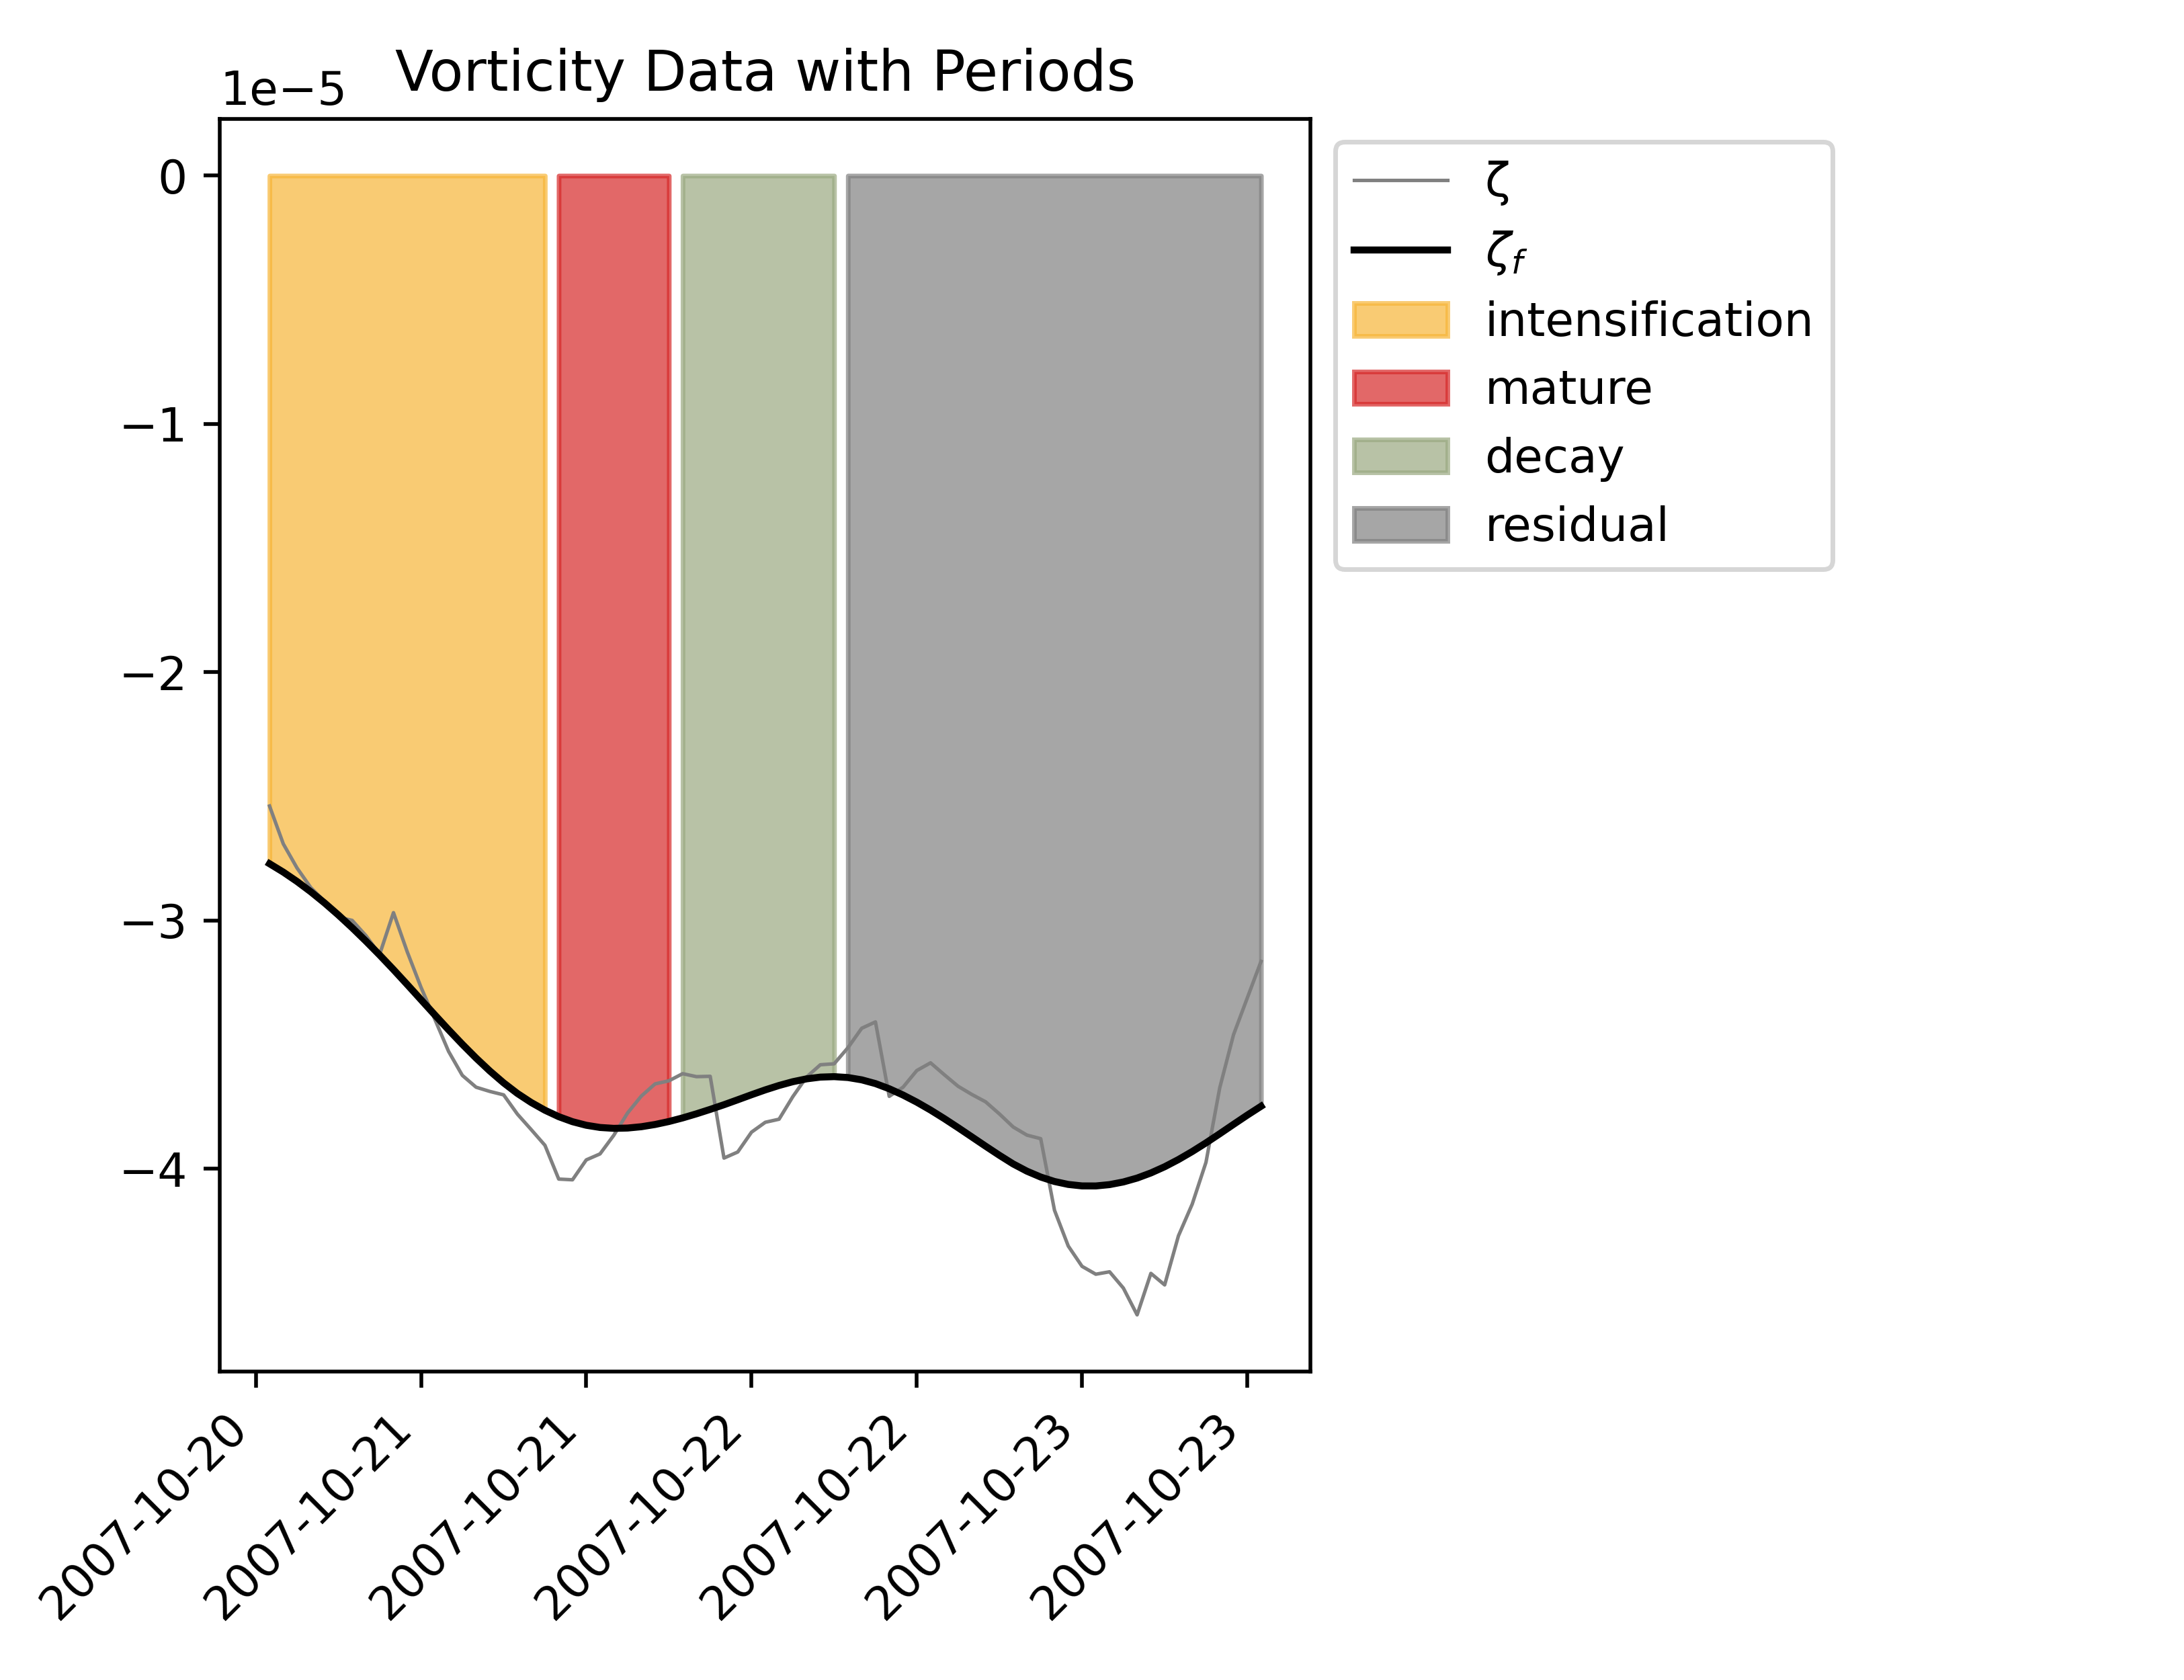 Vorticity Data with Periods
1e−5
0
−1
−2
−3
−4
2007-10-20
2007-10-21
2007-10-21
2007-10-22
2007-10-22
2007-10-23
2007-10-23
ζ
ζf
intensification
mature
decay
residual